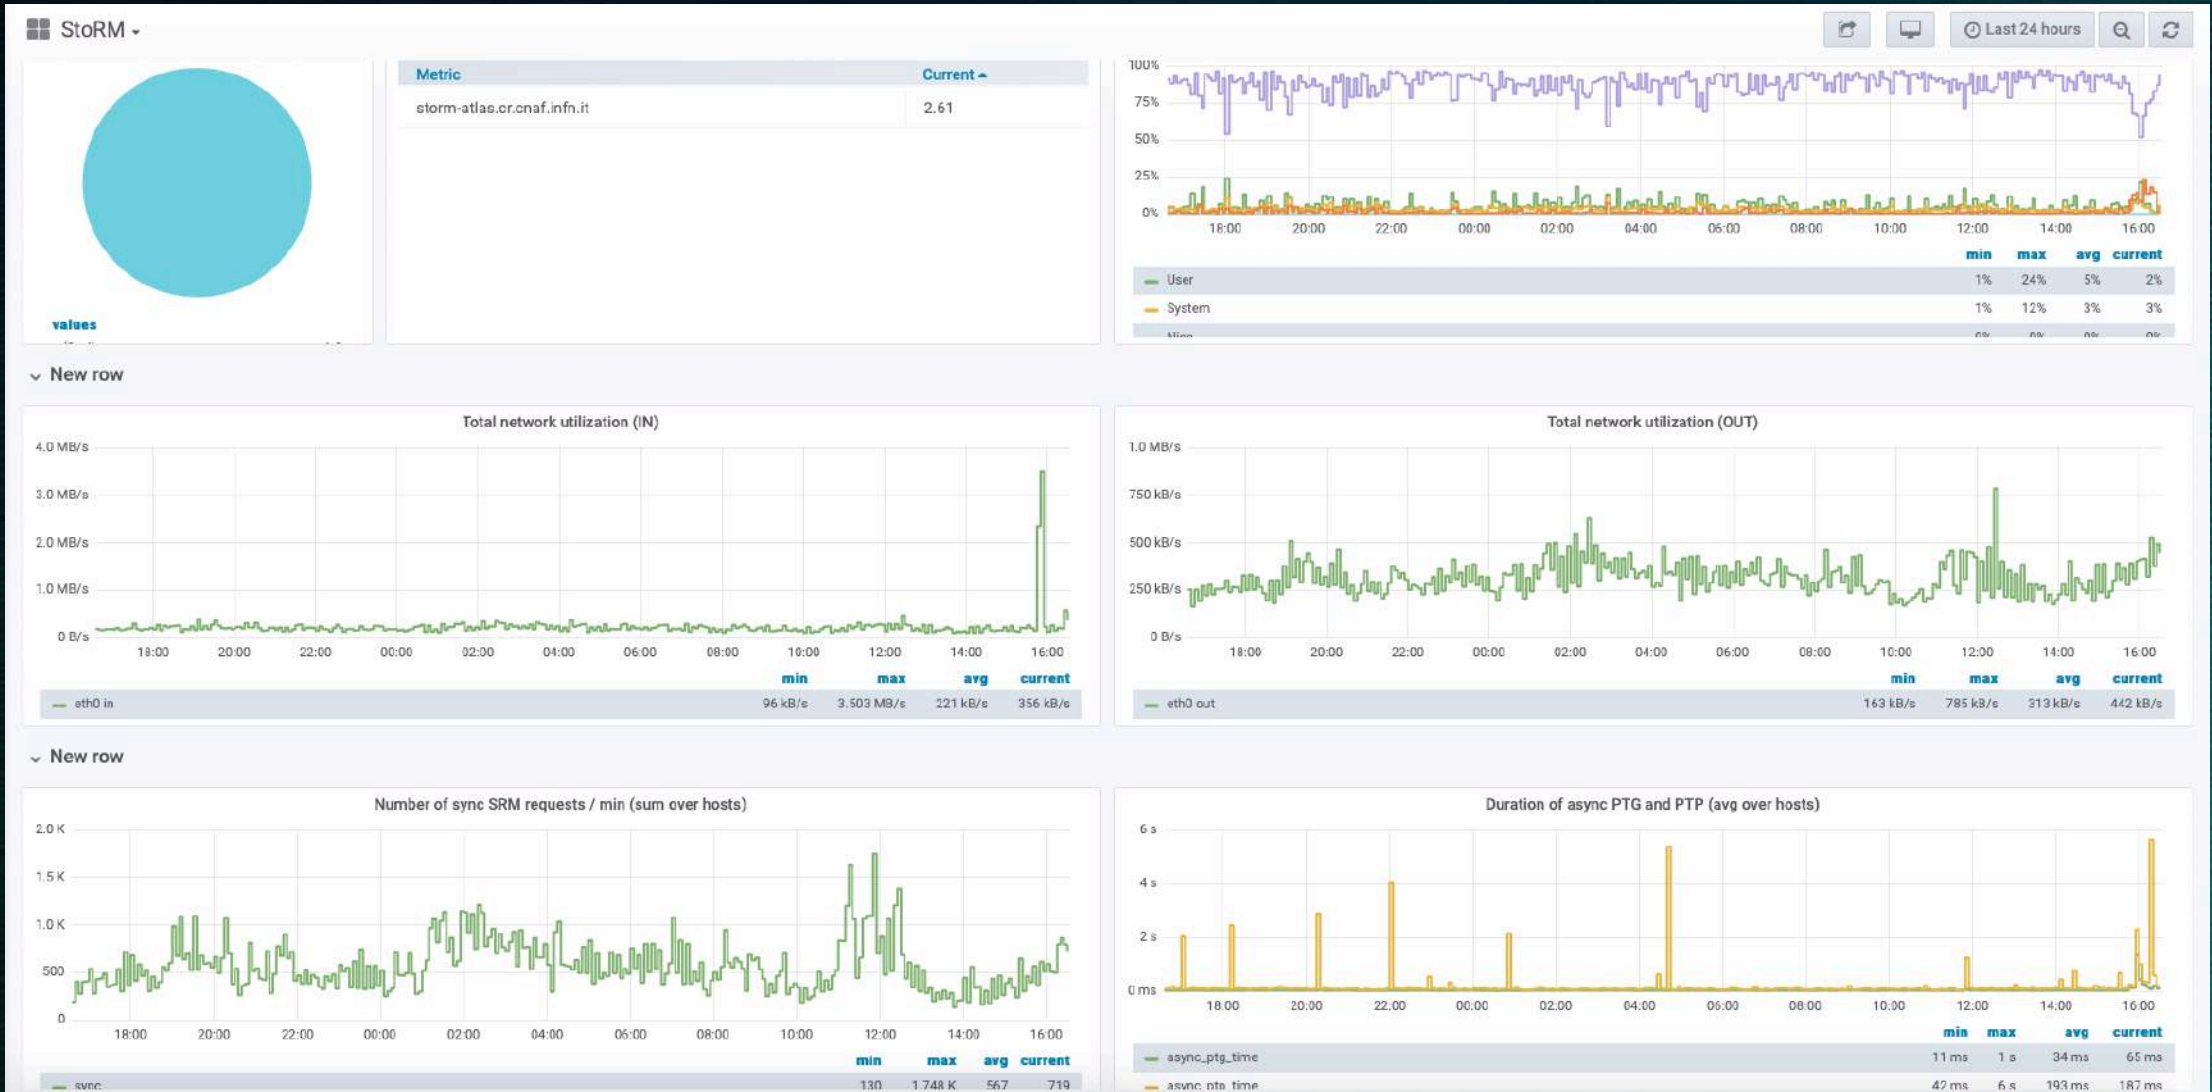 StoRM
Last 24 hours
values
Metric Current
storm-atlas.cr.cnaf.infn.it 2.61
100%
75%
50%
25%
0%
18:00 20:00 22:00 00:00 02:00 04:00 06:00 08:00 10:00 12:00 14:00 16:00
min max avg current
User 1% 24% 5% 2%
System 1% 12% 3% 3%
Nice 0% 0% 0% 0%
New row
Total network utilization (IN)
4.0 MB/s
3.0 MB/s
2.0 MB/s
1.0 MB/s
0 B/s
18:00 20:00 22:00 00:00 02:00 04:00 06:00 08:00 10:00 12:00 14:00 16:00
min max avg current
eth0 in 96 kB/s 3.503 MB/s 221 kB/s 356 kB/s
Total network utilization (OUT)
1.0 MB/s
750 kB/s
500 kB/s
250 kB/s
0 B/s
18:00 20:00 22:00 00:00 02:00 04:00 06:00 08:00 10:00 12:00 14:00 16:00
min max avg current
eth0 out 163 kB/s 785 kB/s 313 kB/s 442 kB/s
New row
Number of sync SRM requests / min (sum over hosts)
2.0 K
1.5 K
1.0 K
500
0
18:00 20:00 22:00 00:00 02:00 04:00 06:00 08:00 10:00 12:00 14:00 16:00
min max avg current
sync 130 1.748 K 567 719
Duration of async PTG and PTP (avg over hosts)
6 s
4 s
2 s
0 ms
18:00 20:00 22:00 00:00 02:00 04:00 06:00 08:00 10:00 12:00 14:00 16:00
min max avg current
async_ptg_time 11 ms 1 s 34 ms 65 ms
async_ptp_time 42 ms 6 s 193 ms 187 ms